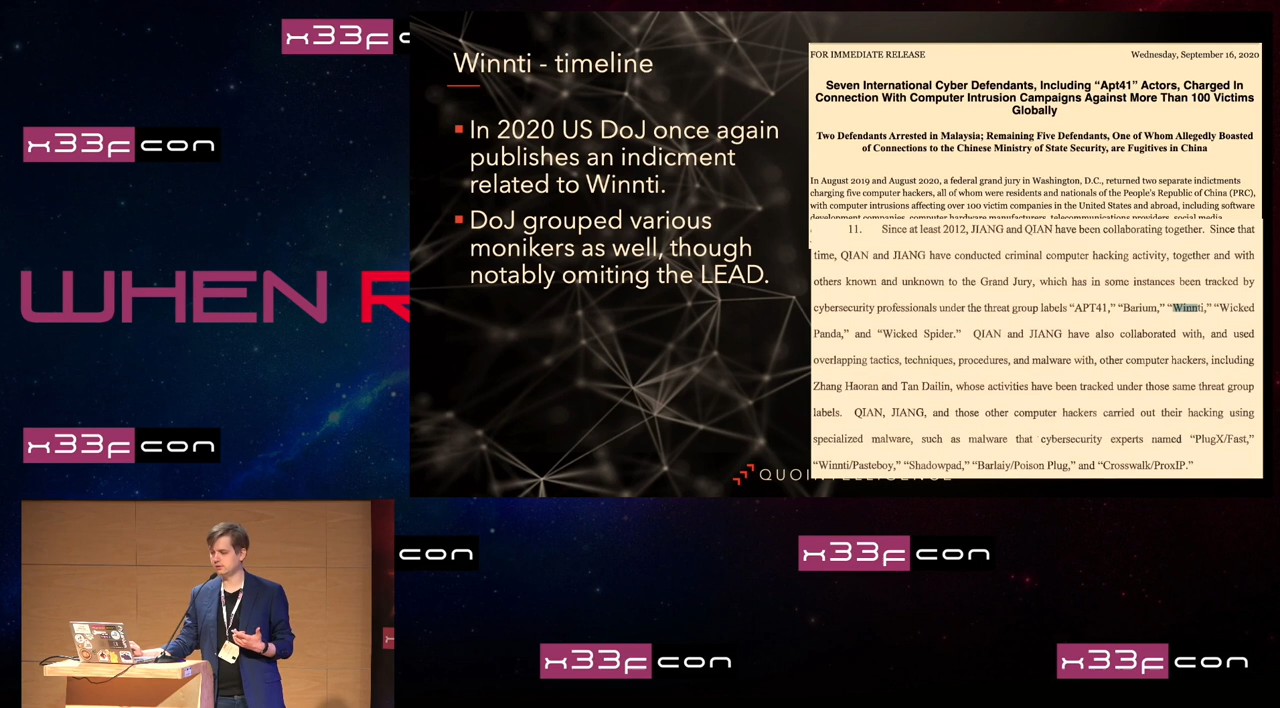 x33fcon
x33fcon
WHEN R
x33fcon
con
x33fcon
x33fcon
x33fcon
Winnti - timeline
In 2020 US DoJ once again
publishes an indicment
related to Winnti.
DoJ grouped various
monikers as well, though
notably omiting the LEAD.
FOR IMMEDIATE RELEASE Wednesday, September 16, 2020
Seven International Cyber Defendants, Including “Apt41” Actors, Charged In
Connection With Computer Intrusion Campaigns Against More Than 100 Victims
Globally
Two Defendants Arrested in Malaysia; Remaining Five Defendants, One of Whom Allegedly Boasted
of Connections to the Chinese Ministry of State Security, are Fugitives in China
In August 2019 and August 2020, a federal grand jury in Washington, D.C., returned two separate indictments
charging five computer hackers, all of whom were residents and nationals of the People's Republic of China (PRC),
with computer intrusions affecting over 100 victim companies in the United States and abroad, including software
development companies, computer hardware manufacturers, telecommunications providers, social media
11. Since at least 2012, JIANG and QIAN have been collaborating together. Since that
time, QIAN and JIANG have conducted criminal computer hacking activity, together and with
others known and unknown to the Grand Jury, which has in some instances been tracked by
cybersecurity professionals under the threat group labels “APT41,” “Barium,” “Winnti,” “Wicked
Panda,” and “Wicked Spider.” QIAN and JIANG have also collaborated with, and used
overlapping tactics, techniques, procedures, and malware with, other computer hackers, including
Zhang Haoran and Tan Dailin, whose activities have been tracked under those same threat group
labels. QIAN, JIANG, and those other computer hackers carried out their hacking using
specialized malware, such as malware that cybersecurity experts named “PlugX/Fast,”
“Winnti/Pasteboy,” “Shadowpad,” “Barlaiy/Poison Plug,” and “Crosswalk/ProxIP.”
QUOINTELLIGENCE